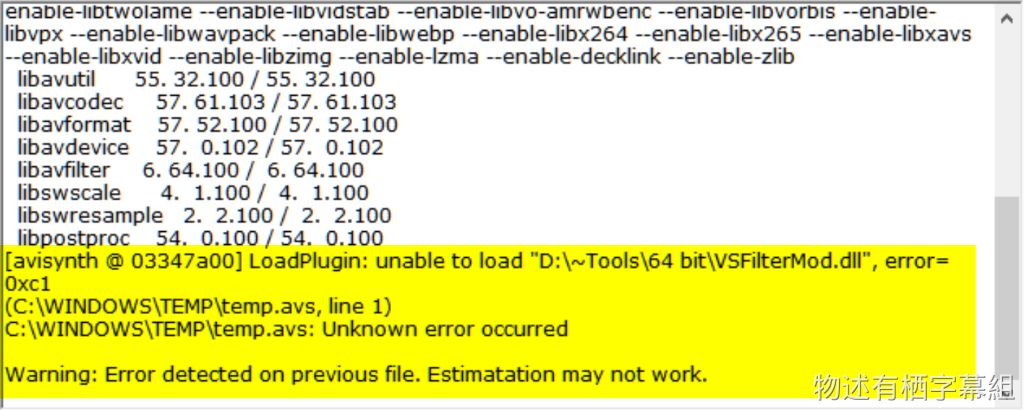 enable-libtwolame --enable-libvidstab --enable-libvo-amrwbenc --enable-libvorbis --enable-
libvpx --enable-libwavpack --enable-libwebp --enable-libx264 --enable-libx265 --enable-libxavs
--enable-libxvid --enable-libzimg --enable-lzma --enable-decklink --enable-zlib
libavutil 55. 32.100 / 55. 32.100
libavcodec 57. 61.103 / 57. 61.103
libavformat 57. 52.100 / 57. 52.100
libavdevice 57. 0.102 / 57. 0.102
libavfilter 6. 64.100 / 6. 64.100
libswscale 4. 1.100 / 4. 1.100
libswresample 2. 2.100 / 2. 2.100
libpostproc 54. 0.100 / 54. 0.100
[avisynth @ 03347a00] LoadPlugin: unable to load "D:\~Tools\64 bit\VSFilterMod.dll", error=
0xc1
(C:\WINDOWS\TEMP\temp.avs, line 1)
C:\WINDOWS\TEMP\temp.avs: Unknown error occurred
Warning: Error detected on previous file. Estimatation may not work.
物述有栖字幕組